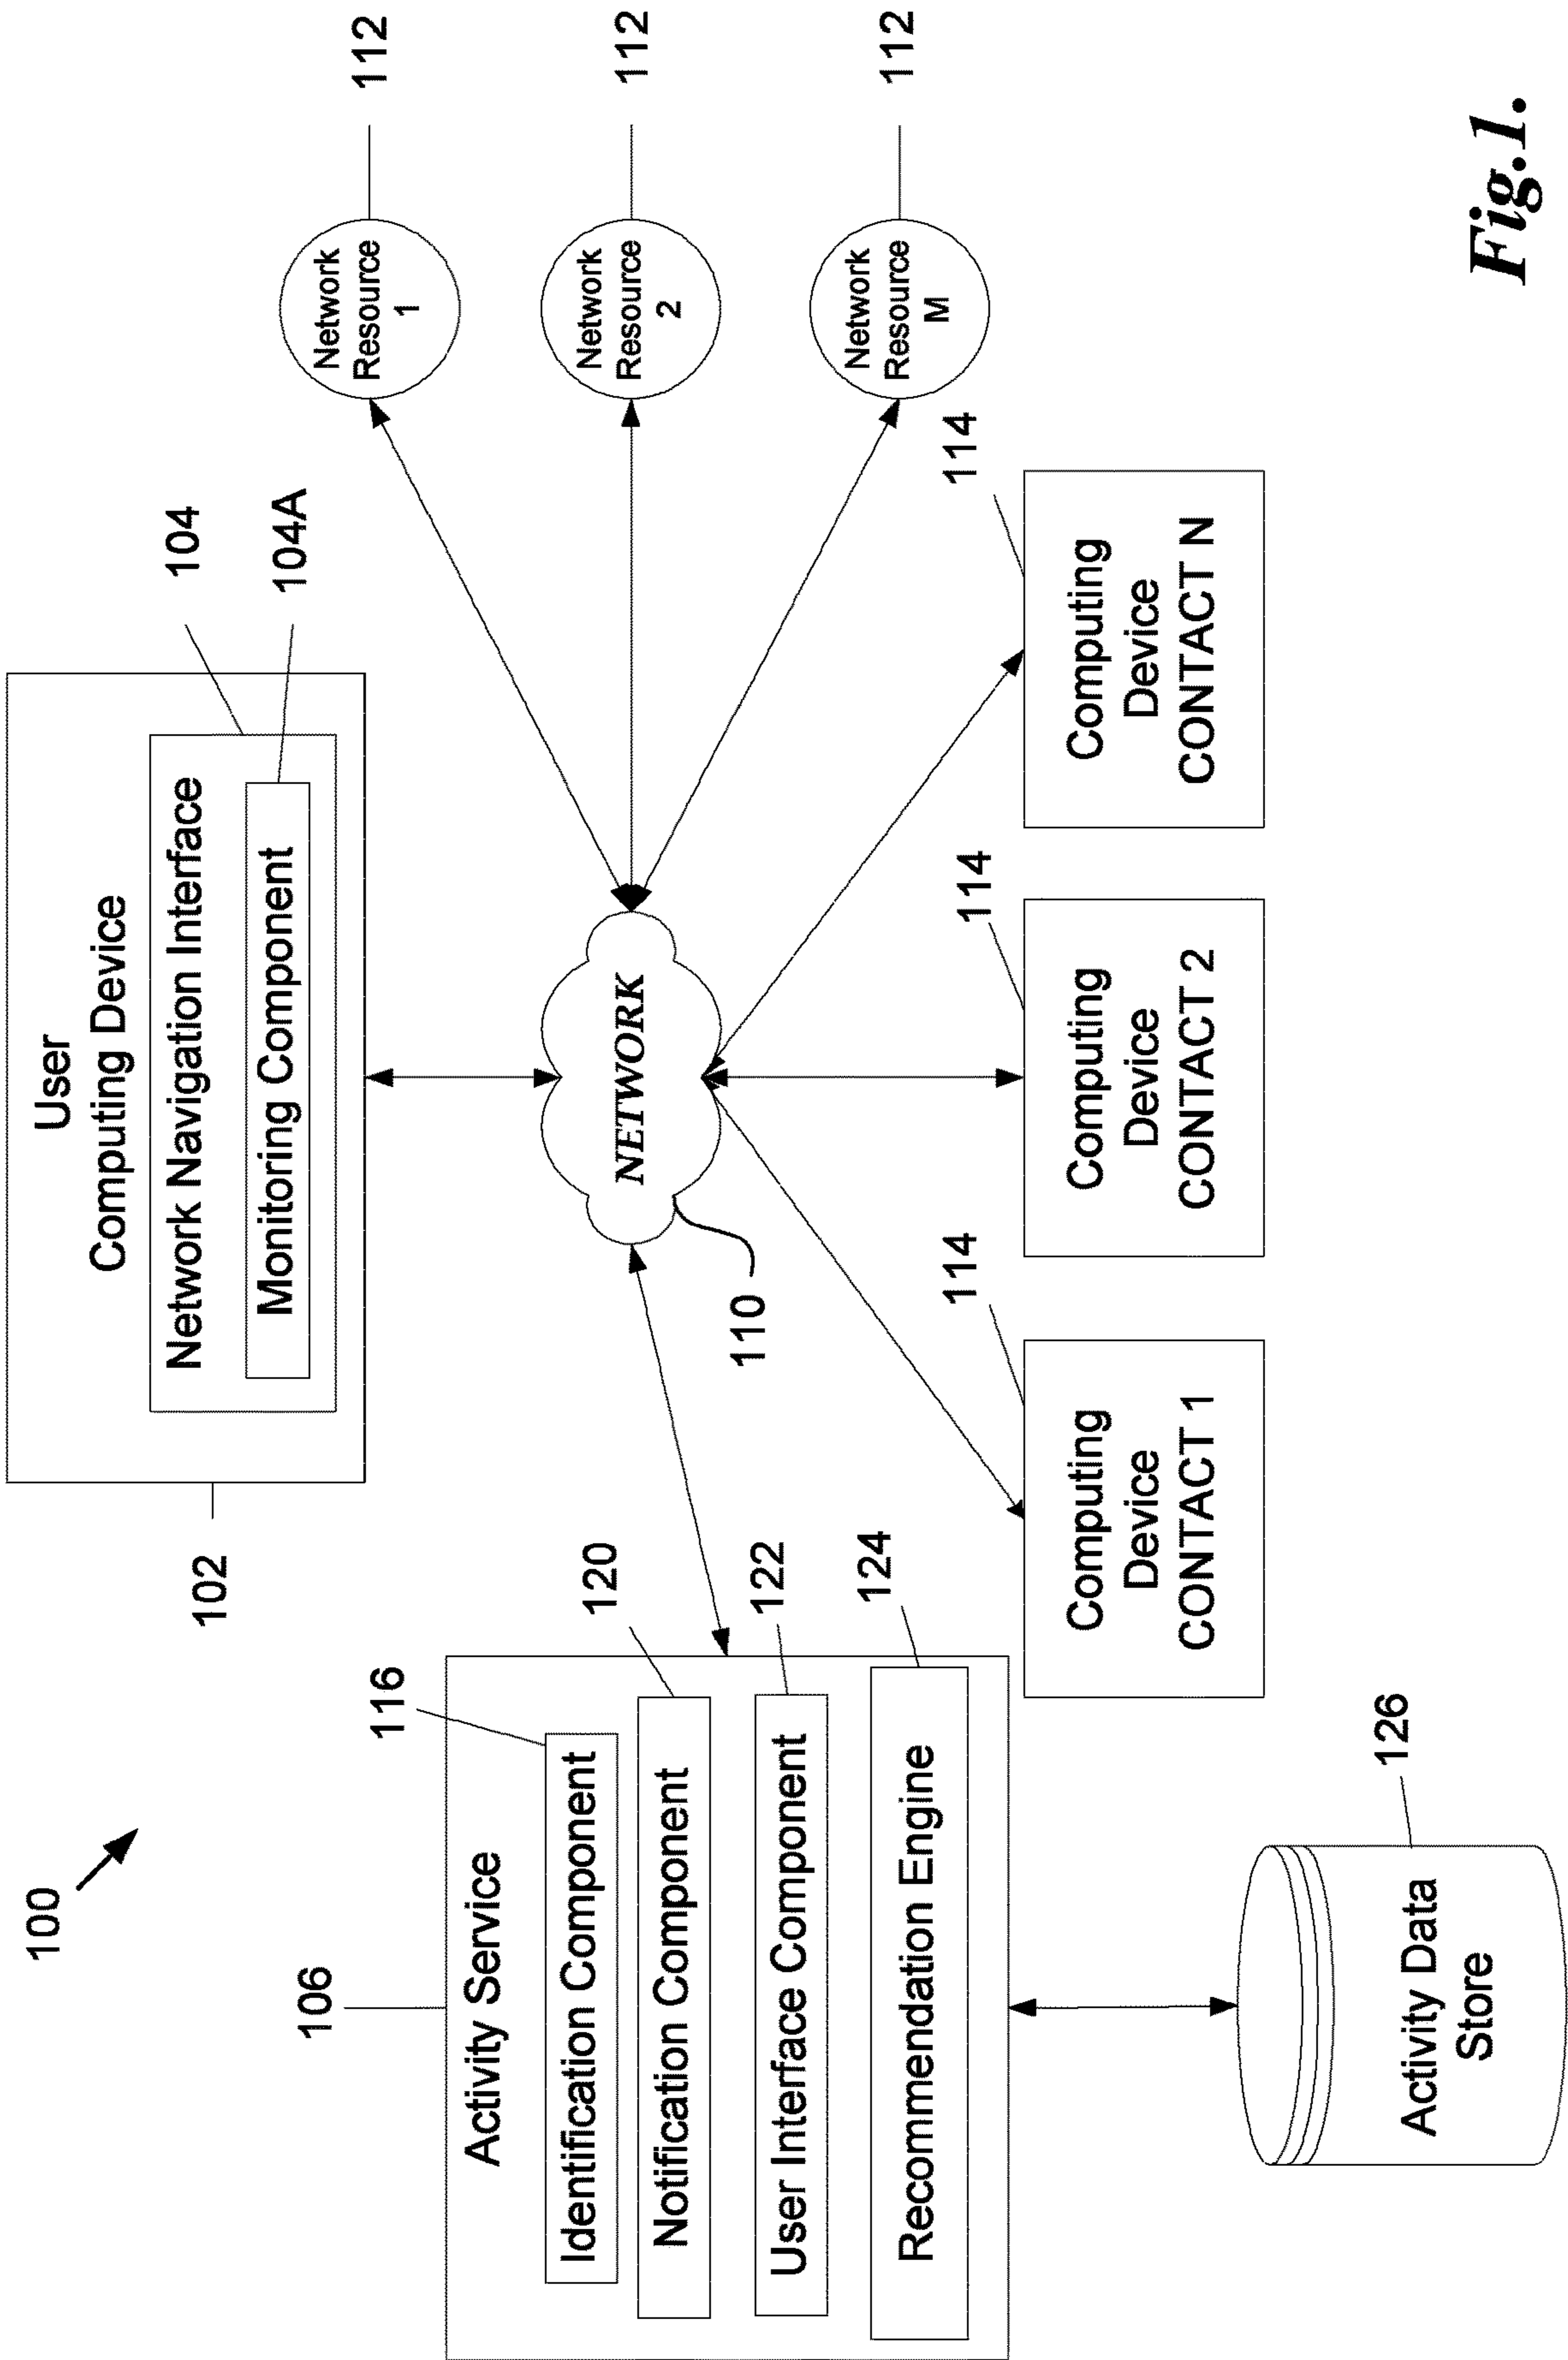 100
User
Computing Device
Network Navigation Interface
Monitoring Component
102
104
104A
106
Activity Service
116
Identification Component
120
Notification Component
122
User Interface Component
124
Recommendation Engine
NETWORK
110
Network
Resource
1
112
Network
Resource
2
112
Network
Resource
M
112
114
Computing
Device
CONTACT 1
114
Computing
Device
CONTACT 2
114
Computing
Device
CONTACT N
126
Activity Data
Store
Fig.1.